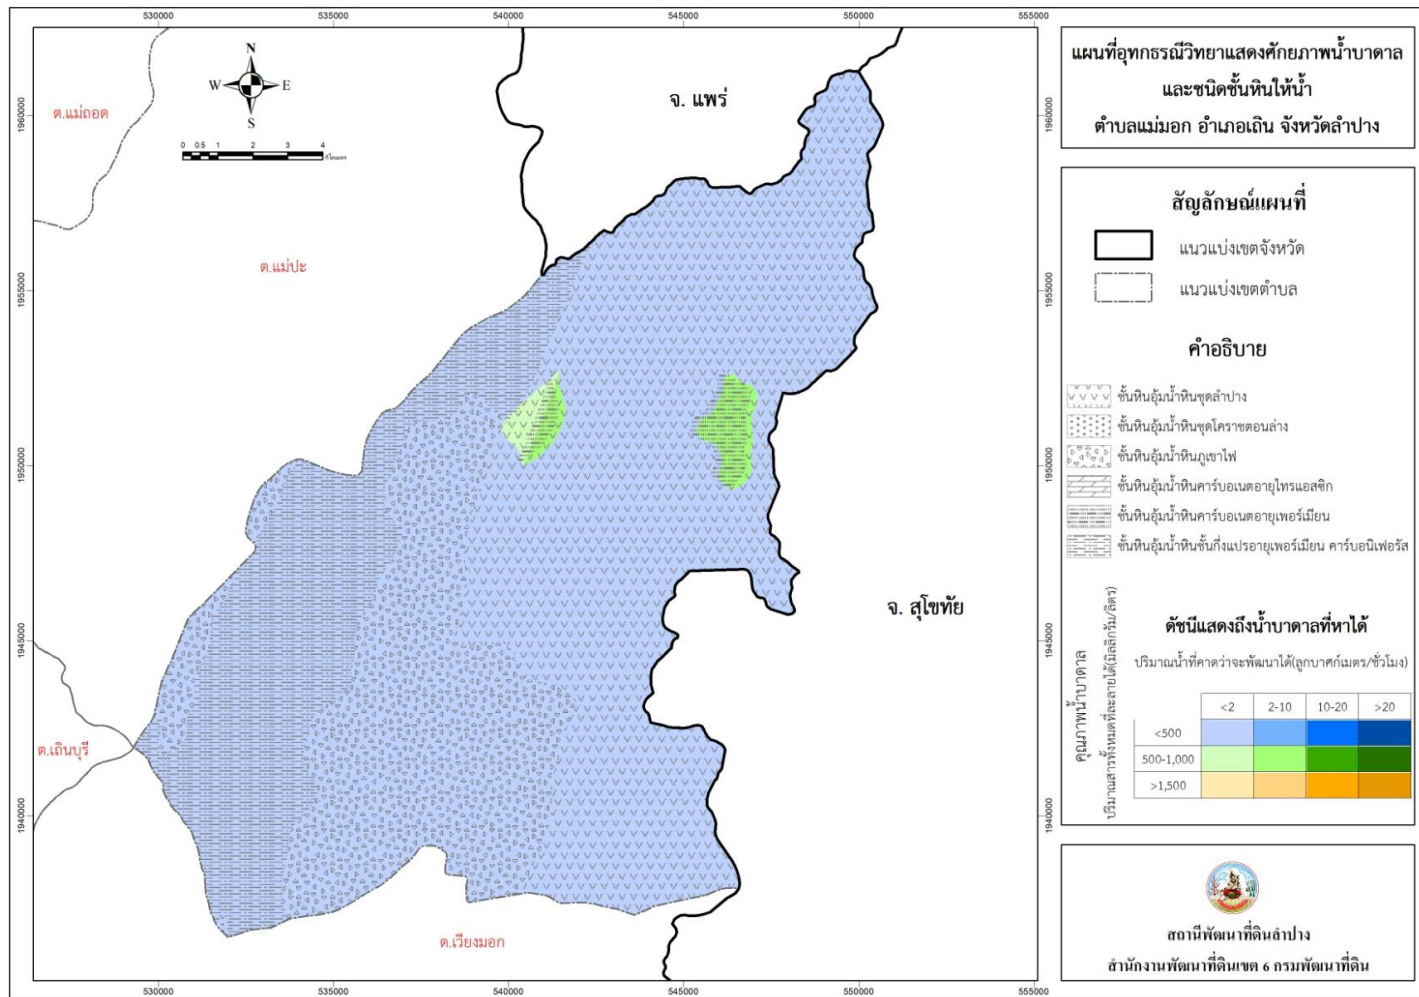 530000 535000 540000 545000 550000 555000
1960000
1955000
1950000
1945000
1940000
N
W E
S
0 0.5 1 2 3 4
กิโลเมตร
ต.แม่ถอด
จ. แพร่
ต.แม่ปะ
จ. สุโขทัย
ต.เถินบุรี
ต.เวียงมอก
1960000
1955000
1950000
1945000
1940000
530000 535000 540000 545000 550000 555000
แผนที่อุทกธรณีวิทยาแสดงศักยภาพน้ำบาดาล
และชนิดชั้นหินให้น้ำ
ตำบลแม่มอก อำเภอเถิน จังหวัดลำปาง
สัญลักษณ์แผนที่
แนวแบ่งเขตจังหวัด
แนวแบ่งเขตตำบล
คำอธิบาย
ชั้นหินอุ้มน้ำหินชุดลำปาง
ชั้นหินอุ้มน้ำหินชุดโคราชตอนล่าง
ชั้นหินอุ้มน้ำหินภูเขาไฟ
ชั้นหินอุ้มน้ำหินคาร์บอเนตอายุไทรแอสซิก
ชั้นหินอุ้มน้ำหินคาร์บอเนตอายุเพอร์เมียน
ชั้นหินอุ้มน้ำหินชั้นกึ่งแปรอายุเพอร์เมียน คาร์บอนิเฟอรัส
ดัชนีแสดงถึงน้ำบาดาลที่หาได้
ปริมาณน้ำที่คาดว่าจะพัฒนาได้(ลูกบาศก์เมตร/ชั่วโมง)
คุณภาพน้ำบาดาล
ปริมาณสารทั้งหมดที่ละลายได้(มิลลิกรัม/ลิตร)
<2 2-10 10-20 >20
<500
500-1,000
>1,500
สถานีพัฒนาที่ดินลำปาง
สำนักงานพัฒนาที่ดินเขต 6 กรมพัฒนาที่ดิน